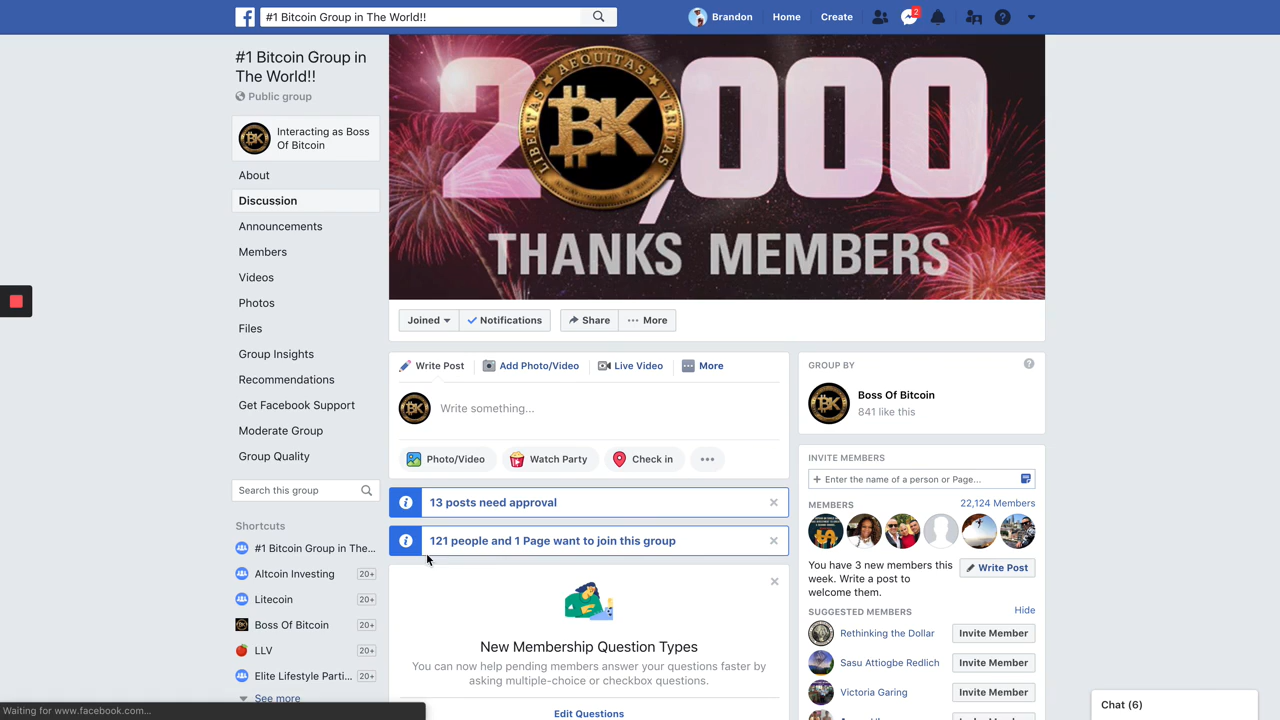 #1 Bitcoin Group in The World!!
Brandon
Home
Create
2
#1 Bitcoin Group in
The World!!
Public group
Interacting as Boss
Of Bitcoin
About
Discussion
Announcements
Members
Videos
Photos
Files
Group Insights
Recommendations
Get Facebook Support
Moderate Group
Group Quality
Search this group
Shortcuts
#1 Bitcoin Group in The...
Altcoin Investing 20+
Litecoin 20+
Boss Of Bitcoin 20+
LLV 20+
Elite Lifestyle Parti... 20+
See more
Waiting for www.facebook.com...
2 ,000
AEQUITAS
LIBERTAS
VERITAS
BK
THANKS MEMBERS
Joined
Notifications
Share
More
Write Post
Add Photo/Video
Live Video
More
Write something...
Photo/Video
Watch Party
Check in
13 posts need approval
121 people and 1 Page want to join this group
New Membership Question Types
You can now help pending members answer your questions faster by
asking multiple-choice or checkbox questions.
Edit Questions
GROUP BY
Boss Of Bitcoin
841 like this
INVITE MEMBERS
+ Enter the name of a person or Page...
MEMBERS
22,124 Members
You have 3 new members this
week. Write a post to
welcome them.
Write Post
SUGGESTED MEMBERS
Hide
Rethinking the Dollar
Invite Member
Sasu Attiogbe Redlich
Invite Member
Victoria Garing
Invite Member
Chat (6)